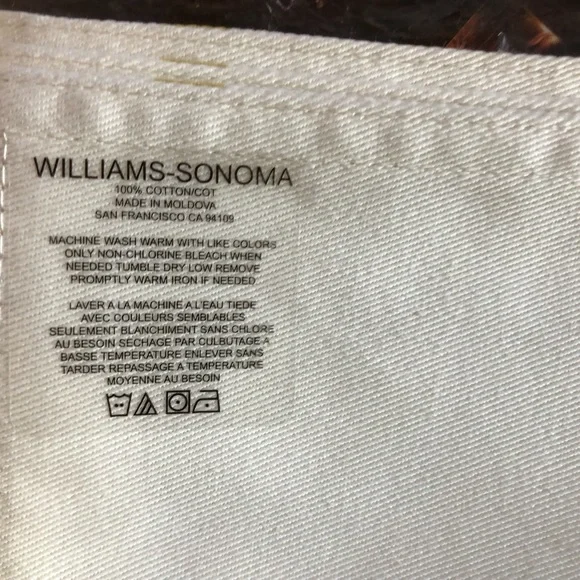 WILLIAMS-SONOMA
100% COTTON/COT
MADE IN MOLDOVA
SAN FRANCISCO CA 94109
MACHINE WASH WARM WITH LIKE COLORS
ONLY NON-CHLORINE BLEACH WHEN
NEEDED TUMBLE DRY LOW REMOVE
PROMPTLY WARM IRON IF NEEDED
LAVER A LA MACHINE A L'EAU TIEDE
AVEC COULEURS SEMBLABLES
SEULEMENT BLANCHIMENT SANS CHLORE
AU BESOIN SÈCHAGE PAR CULBUTAGE A
BASSE TEMPERATURE ENLEVER SANS
TARDER REPASSAGE A TEMPERATURE
MOYENNE AU BESOIN